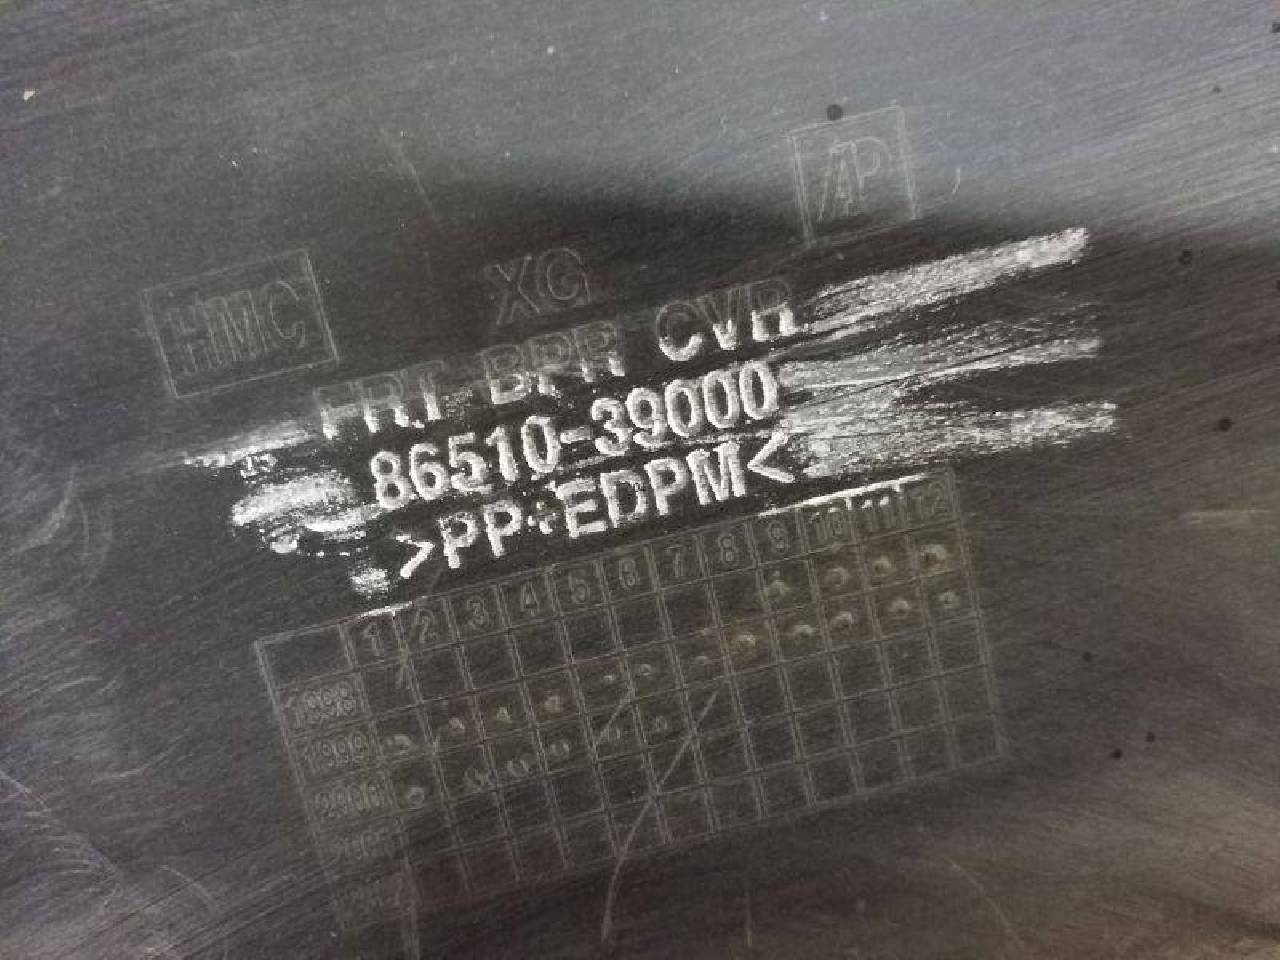 AP
HMC
XG
FRT BPR CVR
86510-39000
>PP+EDPM<
1 2 3 4 5 6 7 8 9 10 11 12
1998
1999
2000